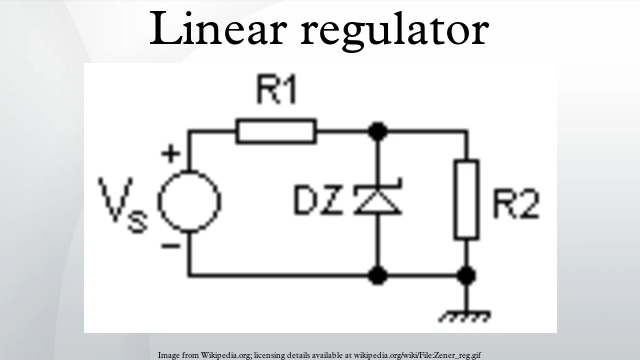 Linear regulator
R1
+
VS
DZ
R2
−
Image from Wikipedia.org; licensing details available at wikipedia.org/wiki/File:Zener_reg.gif